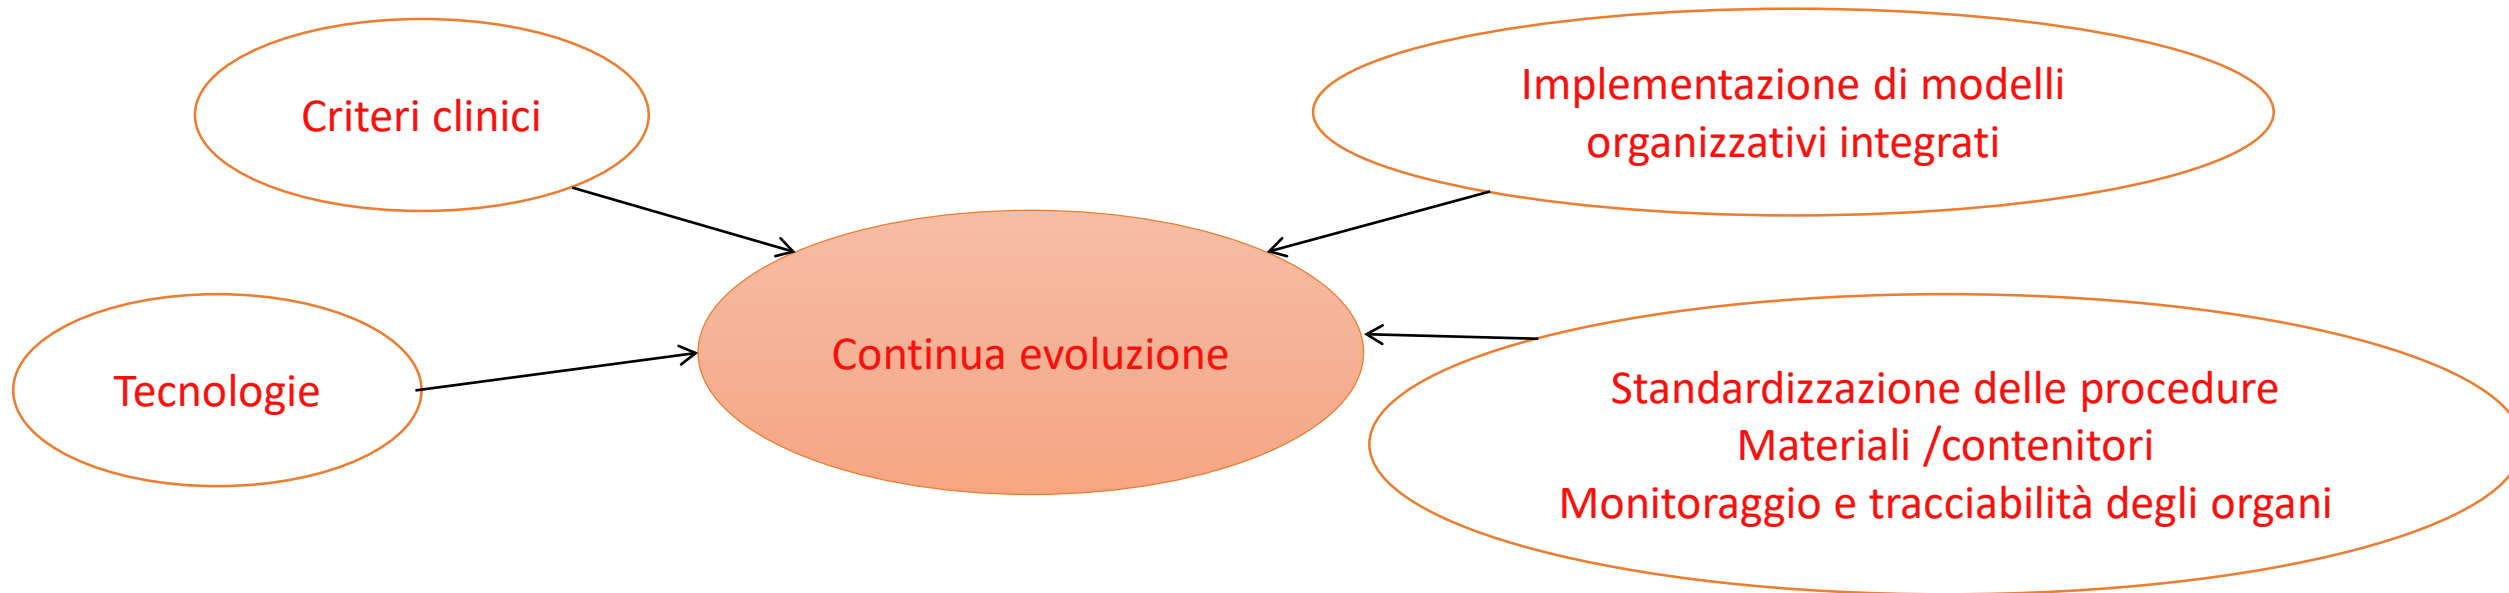 Criteri clinici
Implementazione di modelli
organizzativi integrati
Tecnologie
Continua evoluzione
Standardizzazione delle procedure
Materiali /contenitori
Monitoraggio e tracciabilità degli organi